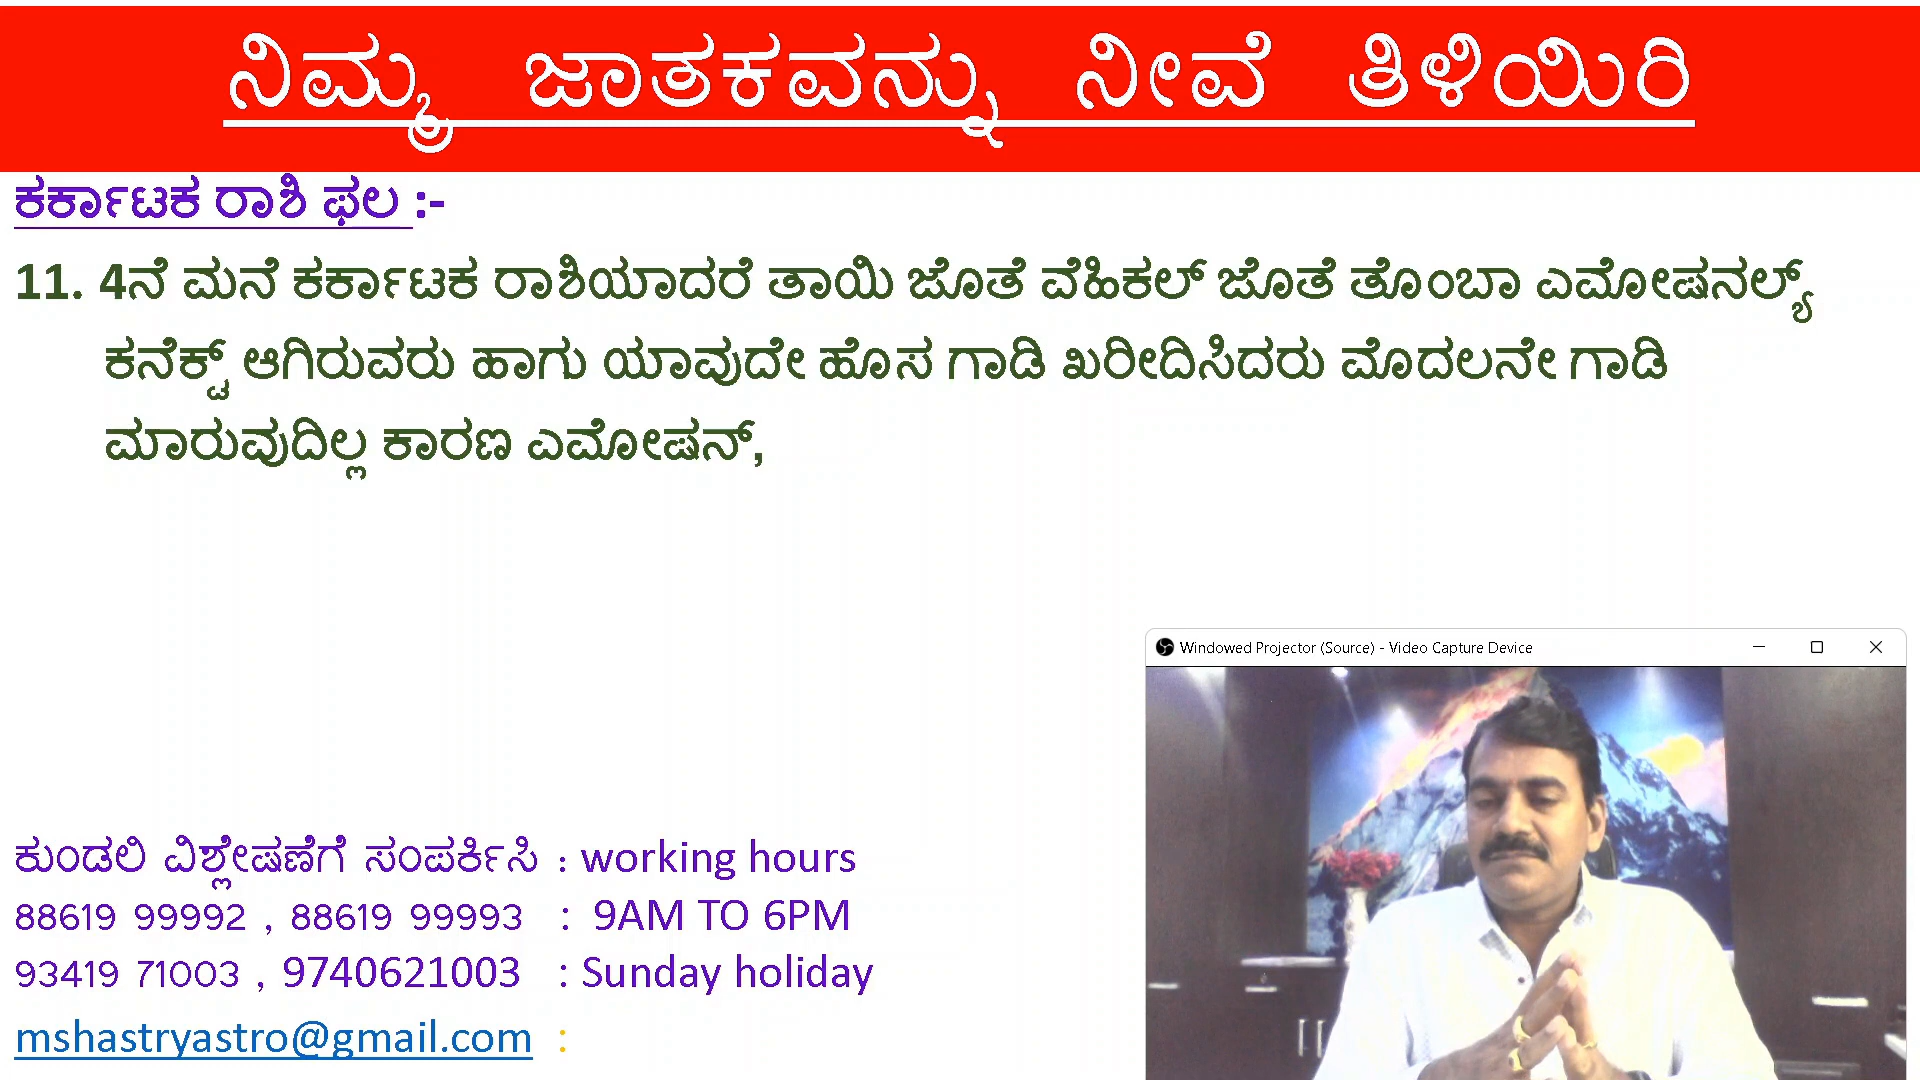 ನಿಮ್ಮ ಜಾತಕವನ್ನು ನೀವೆ ತಿಳಿಯಿರಿ
ಕರ್ಕಾಟಕ ರಾಶಿ ಫಲ :-
11. 4ನೆ ಮನೆ ಕರ್ಕಾಟಕ ರಾಶಿಯಾದರೆ ತಾಯಿ ಜೊತೆ ವೆಹಿಕಲ್ ಜೊತೆ ತೊಂಬಾ ಎಮೋಷನಲ್ಯ್
ಕನೆಕ್ಟ್ ಆಗಿರುವರು ಹಾಗು ಯಾವುದೇ ಹೊಸ ಗಾಡಿ ಖರೀದಿಸಿದರು ಮೊದಲನೇ ಗಾಡಿ
ಮಾರುವುದಿಲ್ಲ ಕಾರಣ ಎಮೋಷನ್,
Windowed Projector (Source) - Video Capture Device
ಕುಂಡಲಿ ವಿಶ್ಲೇಷಣೆಗೆ ಸಂಪರ್ಕಿಸಿ : working hours
88619 99992 , 88619 99993 : 9AM TO 6PM
93419 71003 , 9740621003 : Sunday holiday
mshastryastro@gmail.com :